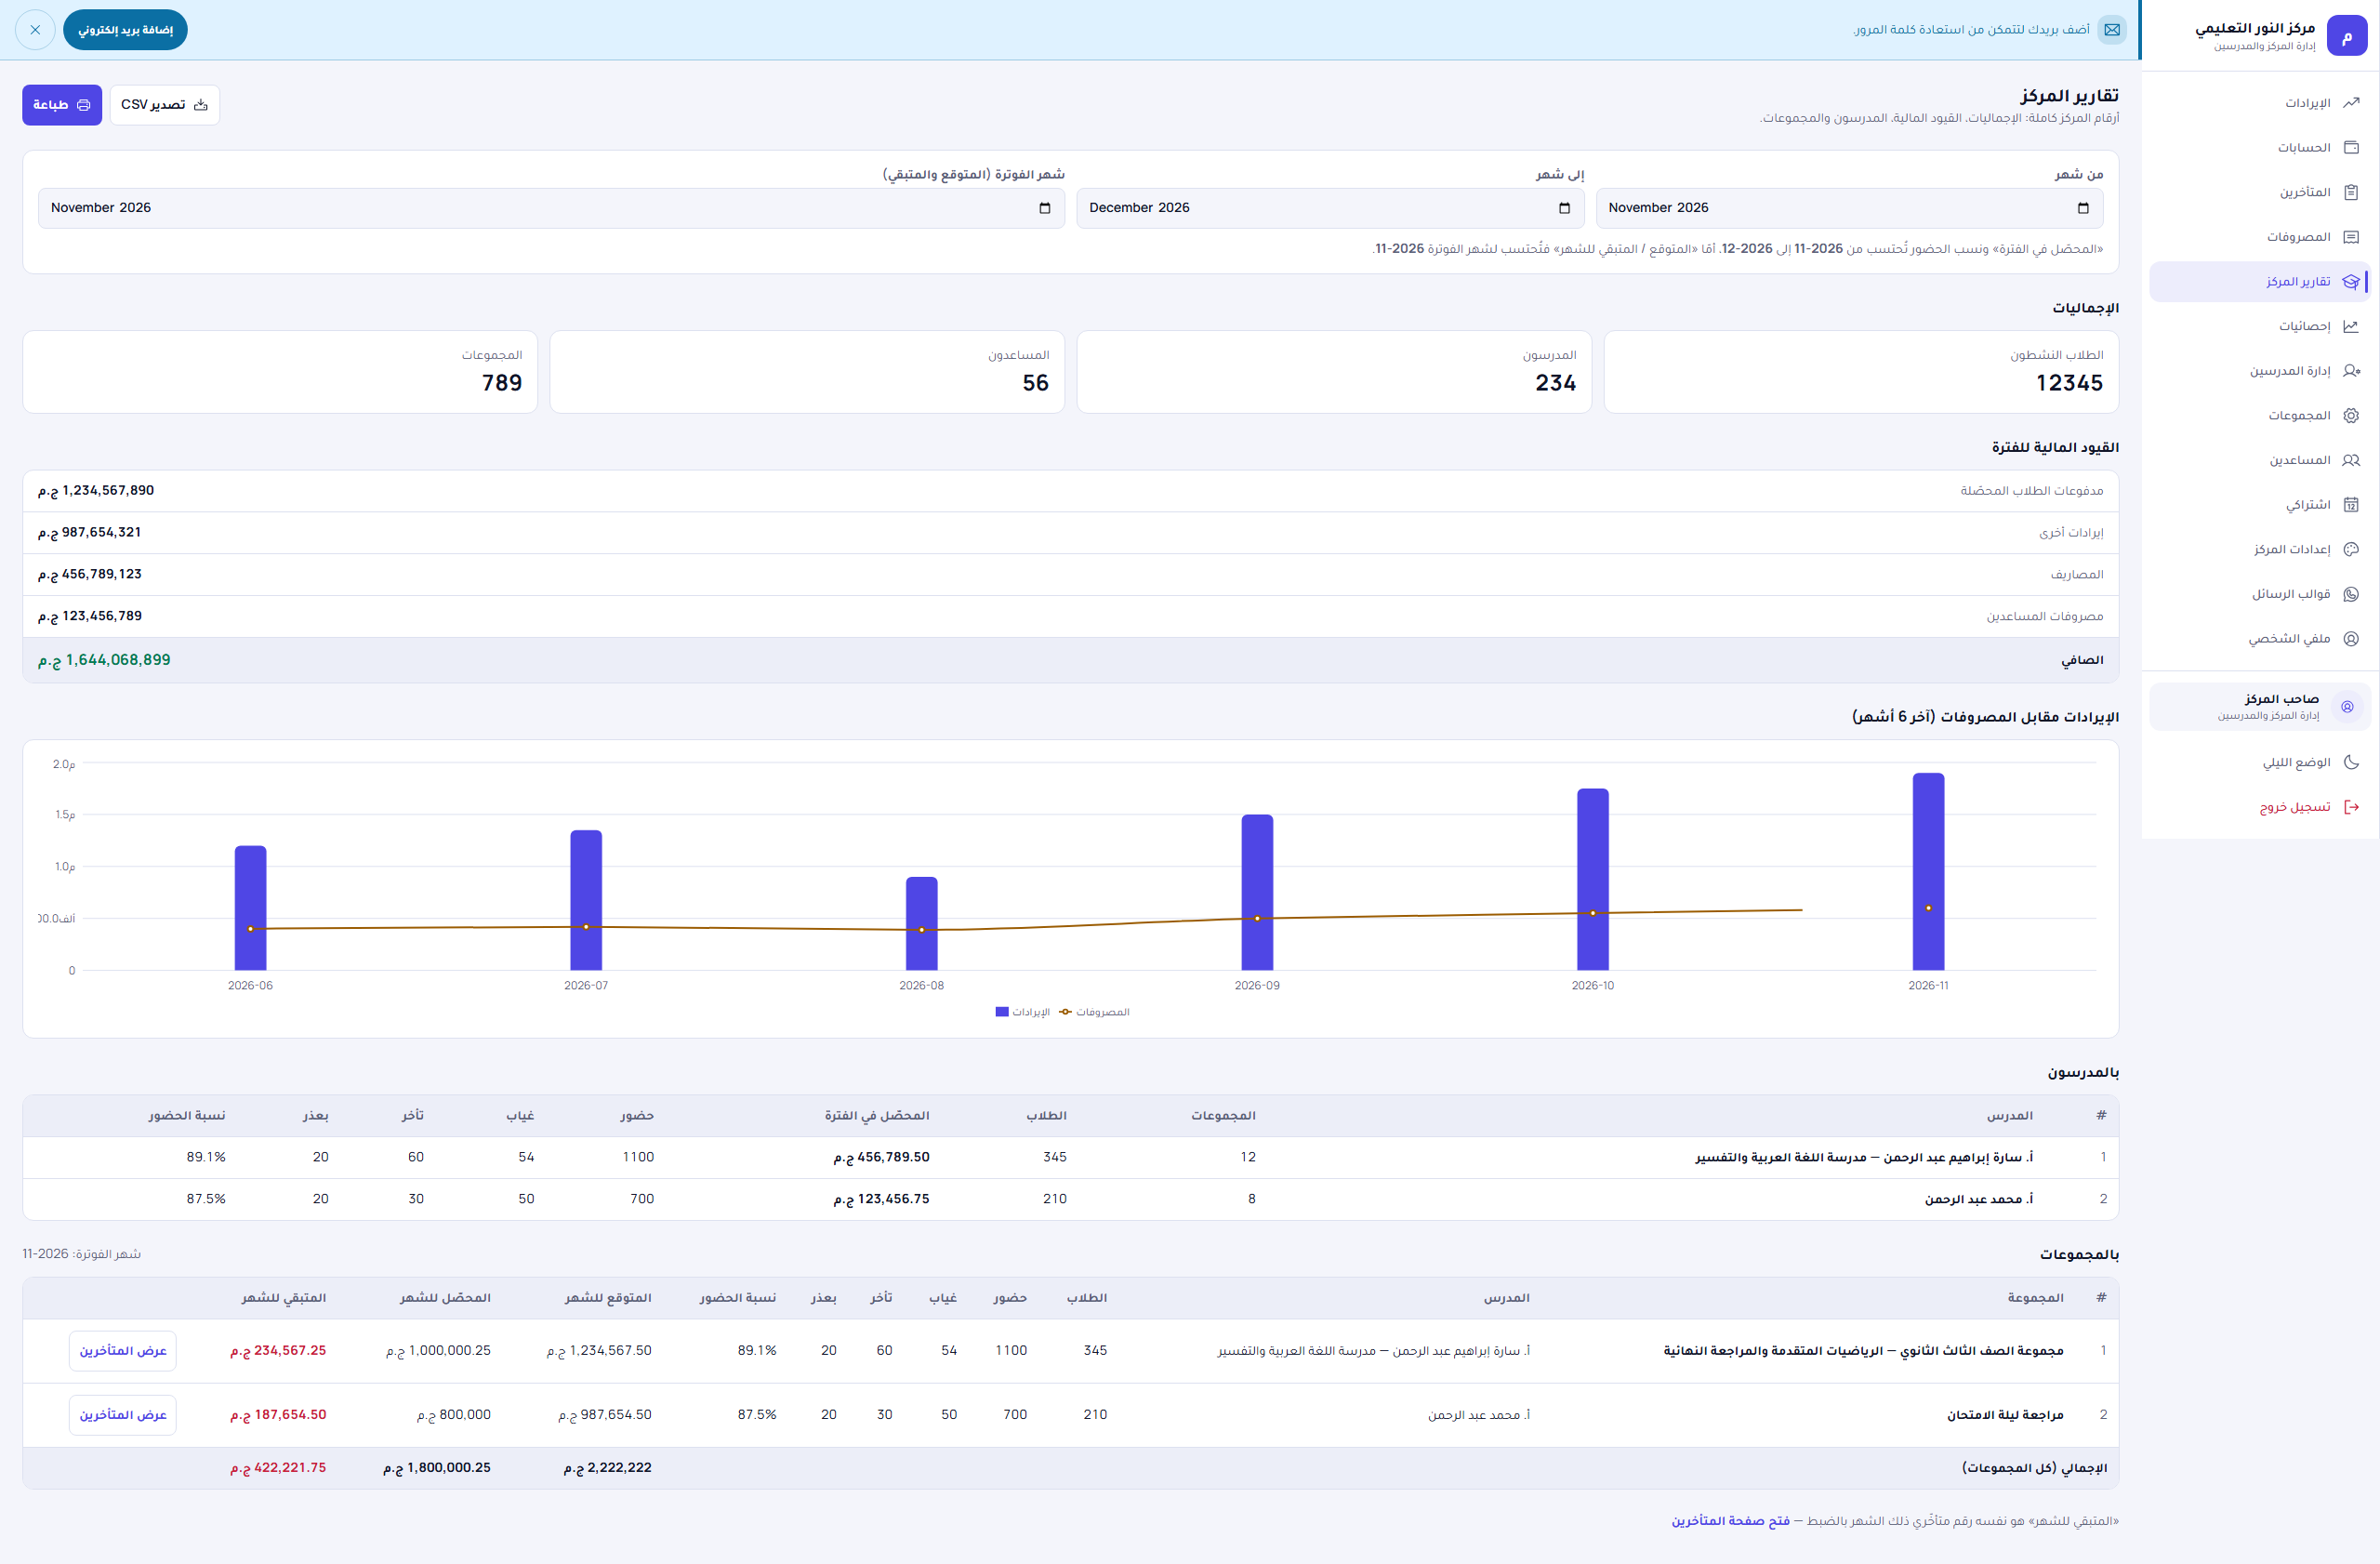 مركز النور التعليمي
إدارة المركز والمدرسين
م
الإيرادات
الحسابات
المتأخرين
المصروفات
تقارير المركز
إحصائيات
إدارة المدرسين
المجموعات
المساعدين
اشتراكي
إعدادات المركز
قوالب الرسائل
ملفي الشخصي
صاحب المركز
إدارة المركز والمدرسين
الوضع الليلي
تسجيل خروج
أضف بريدك لتتمكن من استعادة كلمة المرور.
إضافة بريد إلكتروني
تقارير المركز
أرقام المركز كاملة: الإجماليات، القيود المالية، المدرسون والمجموعات.
تصدير CSV
طباعة
من شهر
إلى شهر
شهر الفوترة (المتوقع والمتبقي)
November 2026
December 2026
November 2026
«المحصّل في الفترة» ونسب الحضور تُحتسب من 2026-11 إلى 2026-12. أمّا «المتوقع / المتبقي للشهر» فتُحتسب لشهر الفوترة 2026-11.
الإجماليات
الطلاب النشطون
12345
المدرسون
234
المساعدون
56
المجموعات
789
القيود المالية للفترة
مدفوعات الطلاب المحصّلة 1,234,567,890 ج.م
إيرادات أخرى 987,654,321 ج.م
المصاريف 456,789,123 ج.م
مصروفات المساعدين 123,456,789 ج.م
الصافي 1,644,068,899 ج.م
الإيرادات مقابل المصروفات (آخر 6 أشهر)
2.0م
1.5م
1.0م
00.0ألف
0
2026-06 2026-07 2026-08 2026-09 2026-10 2026-11
الإيرادات المصروفات
بالمدرسون
# المدرس المجموعات الطلاب المحصّل في الفترة حضور غياب تأخر بعذر نسبة الحضور
1 أ. سارة إبراهيم عبد الرحمن – مدرسة اللغة العربية والتفسير 12 345 456,789.50 ج.م 1100 54 60 20 89.1%
2 أ. محمد عبد الرحمن 8 210 123,456.75 ج.م 700 50 30 20 87.5%
بالمجموعات
شهر الفوترة: 2026-11
# المجموعة المدرس الطلاب حضور غياب تأخر بعذر نسبة الحضور المتوقع للشهر المحصّل للشهر المتبقي للشهر
1 مجموعة الصف الثالث الثانوي – الرياضيات المتقدمة والمراجعة النهائية أ. سارة إبراهيم عبد الرحمن – مدرسة اللغة العربية والتفسير 345 1100 54 60 20 89.1% 1,234,567.50 ج.م 1,000,000.25 ج.م 234,567.25 ج.م عرض المتأخرين
2 مراجعة ليلة الامتحان أ. محمد عبد الرحمن 210 700 50 30 20 87.5% 987,654.50 ج.م 800,000 ج.م 187,654.50 ج.م عرض المتأخرين
الإجمالي (كل المجموعات) 2,222,222 ج.م 1,800,000.25 ج.م 422,221.75 ج.م
«المتبقي للشهر» هو نفسه رقم متأخّري ذلك الشهر بالضبط – فتح صفحة المتأخرين